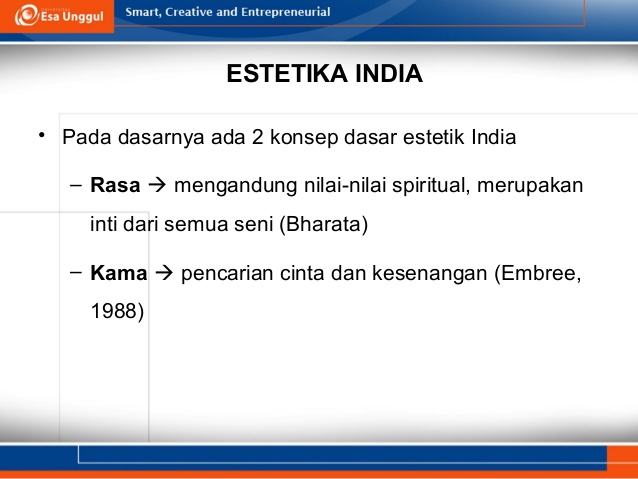 Esa Unggul
Smart, Creative and Entrepreneurial
ESTETIKA INDIA
• Pada dasarnya ada 2 konsep dasar estetik India
– Rasa → mengandung nilai-nilai spiritual, merupakan
inti dari semua seni (Bharata)
– Kama → pencarian cinta dan kesenangan (Embree,
1988)